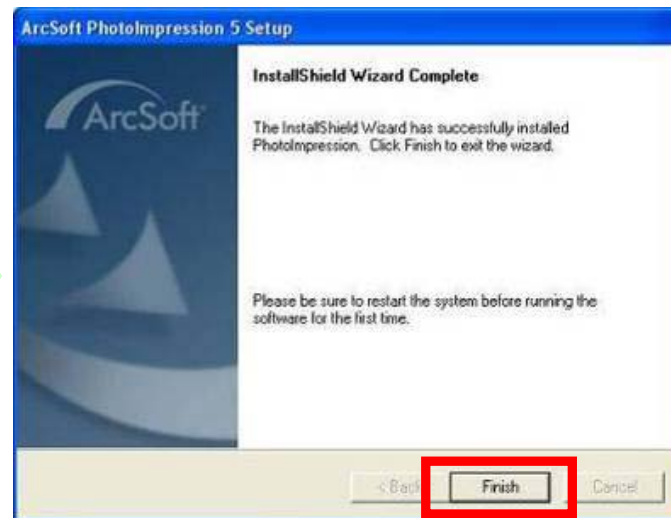 ArcSoft PhotoImpression 5 Setup
ArcSoft
InstallShield Wizard Complete
The InstallShield Wizard has successfully installed
PhotoImpression. Click Finish to exit the wizard.
Please be sure to restart the system before running the
software for the first time.
< Back Finish Cancel